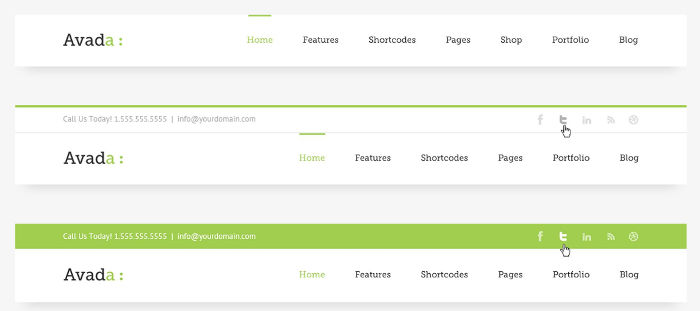 Avada :
Home Features Shortcodes Pages Shop Portfolio Blog
Call Us Today! 1.555.555.5555 | info@yourdomain.com
Avada :
Home Features Shortcodes Pages Portfolio Blog
Call Us Today! 1.555.555.5555 | info@yourdomain.com
Avada :
Home Features Shortcodes Pages Portfolio Blog